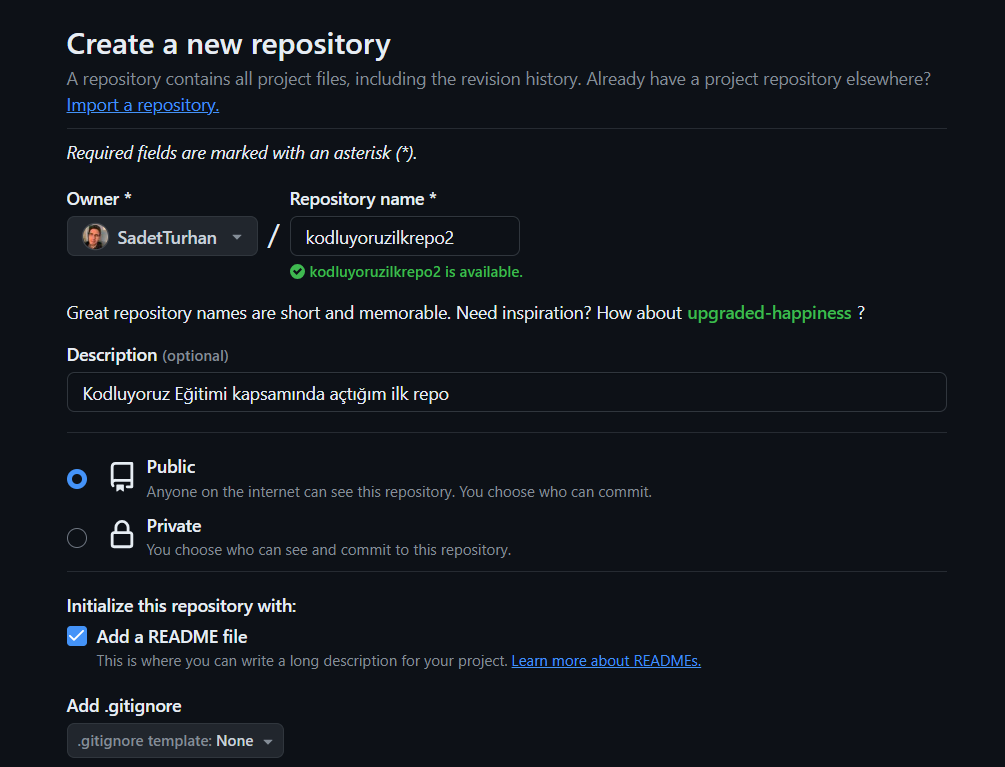 Create a new repository
A repository contains all project files, including the revision history. Already have a project repository elsewhere?
Import a repository.
Required fields are marked with an asterisk (*).
Owner * Repository name *
SadetTurhan / kodluyoruzilkrepo2
kodluyoruzilkrepo2 is available.
Great repository names are short and memorable. Need inspiration? How about upgraded-happiness ?
Description (optional)
Kodluyoruz Eğitimi kapsamında açtığım ilk repo
Public
Anyone on the internet can see this repository. You choose who can commit.
Private
You choose who can see and commit to this repository.
Initialize this repository with:
Add a README file
This is where you can write a long description for your project. Learn more about READMEs.
Add .gitignore
.gitignore template: None